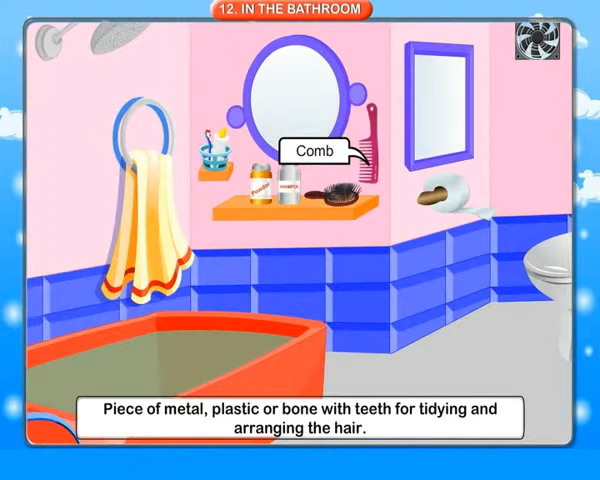 12. IN THE BATHROOM
Comb
Powder
SHAMPOO
Piece of metal, plastic or bone with teeth for tidying and
arranging the hair.